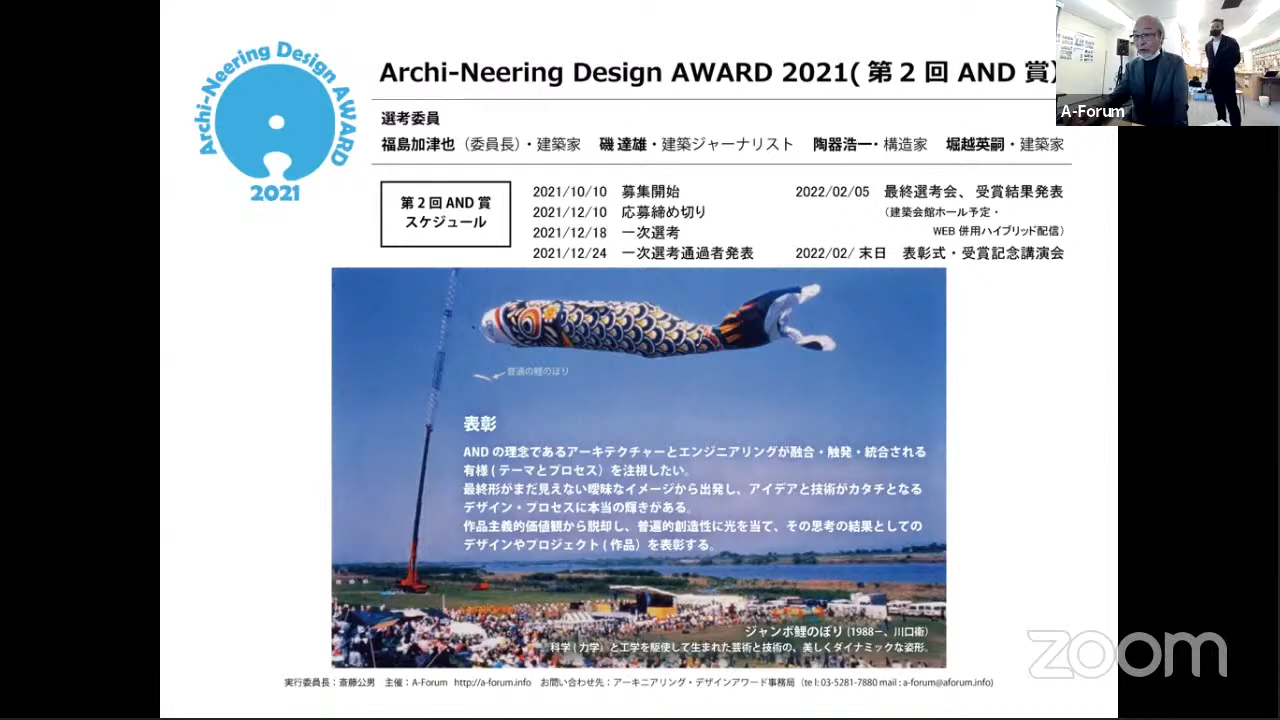 Archi-Neering Design AWARD
2021
Archi-Neering Design AWARD 2021( 第 2 回 AND 賞)
選考委員
福島加津也（委員長）・建築家 磯 達雄・建築ジャーナリスト 陶器浩一・構造家 堀越英嗣・建築家
第 2 回 AND 賞
スケジュール
2021/10/10 募集開始
2021/12/10 応募締め切り
2021/12/18 一次選考
2021/12/24 一次選考通過者発表
2022/02/05 最終選考会、受賞結果発表
（建築会館ホール予定・
WEB 併用ハイブリッド配信）
2022/02/ 末日 表彰式・受賞記念講演会
普通の鯉のぼり
表彰
AND の理念であるアーキテクチャーとエンジニアリングが融合・触発・統合される
有様 ( テーマとプロセス）を注視したい。
最終形がまだ見えない曖昧なイメージから出発し、アイデアと技術がカタチとなる
デザイン・プロセスに本当の輝きがある。
作品主義的価値観から脱却し、普遍的創造性に光を当て、その思考の結果としての
デザインやプロジェクト ( 作品）を表彰する。
ジャンボ鯉のぼり (1988－、川口衛)
科学 ( 力学）と工学を駆使して生まれた芸術と技術の、美しくダイナミックな姿形。
実行委員長：斎藤公男 主催：A-Forum http://a-forum.info お問い合わせ先：アーキニアリング・デザインアワード事務局（tel: 03-5281-7880 mail : a-forum@aforum.info)
A-Forum
zoom